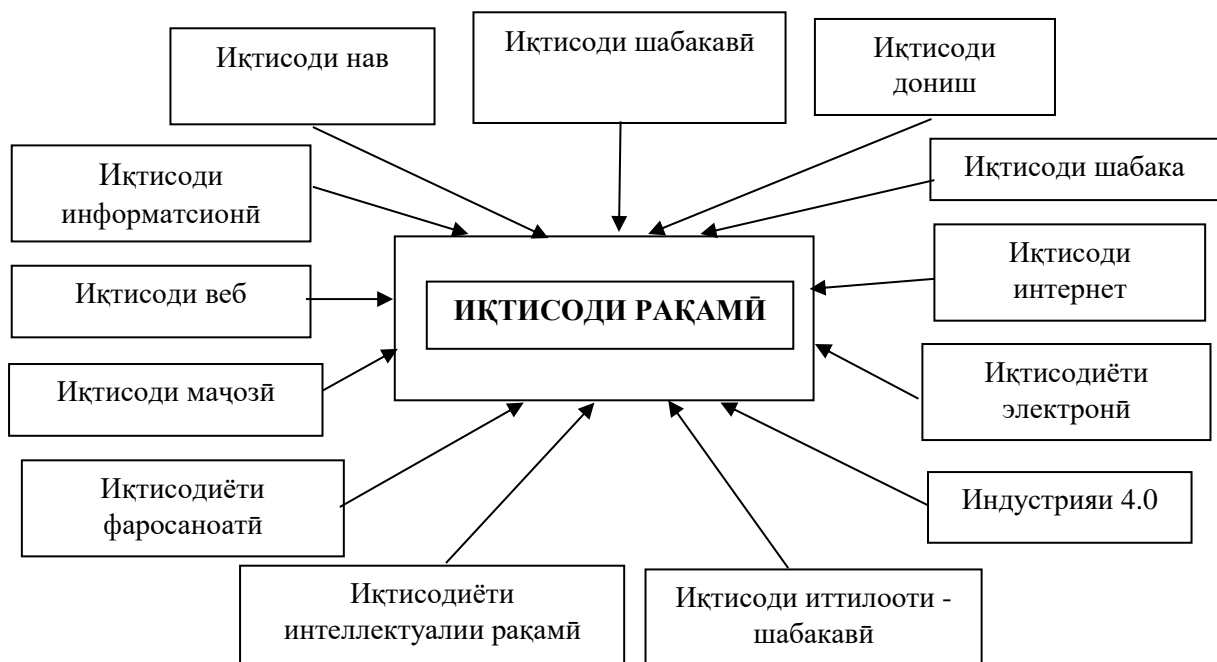 Иқтисоди нав
Иқтисоди шабакавӣ
Иқтисоди
дониш
Иқтисоди
информатсионӣ
Иқтисоди шабака
Иқтисоди веб
ИҚТИСОДИ РАҚАМӢ
Иқтисоди
интернет
Иқтисоди маҷозӣ
Иқтисодиёти
электронӣ
Иқтисодиёти
фаросаноатӣ
Индустрияи 4.0
Иқтисодиёти
интеллектуалии рақамӣ
Иқтисоди иттилооти -
шабакавӣ